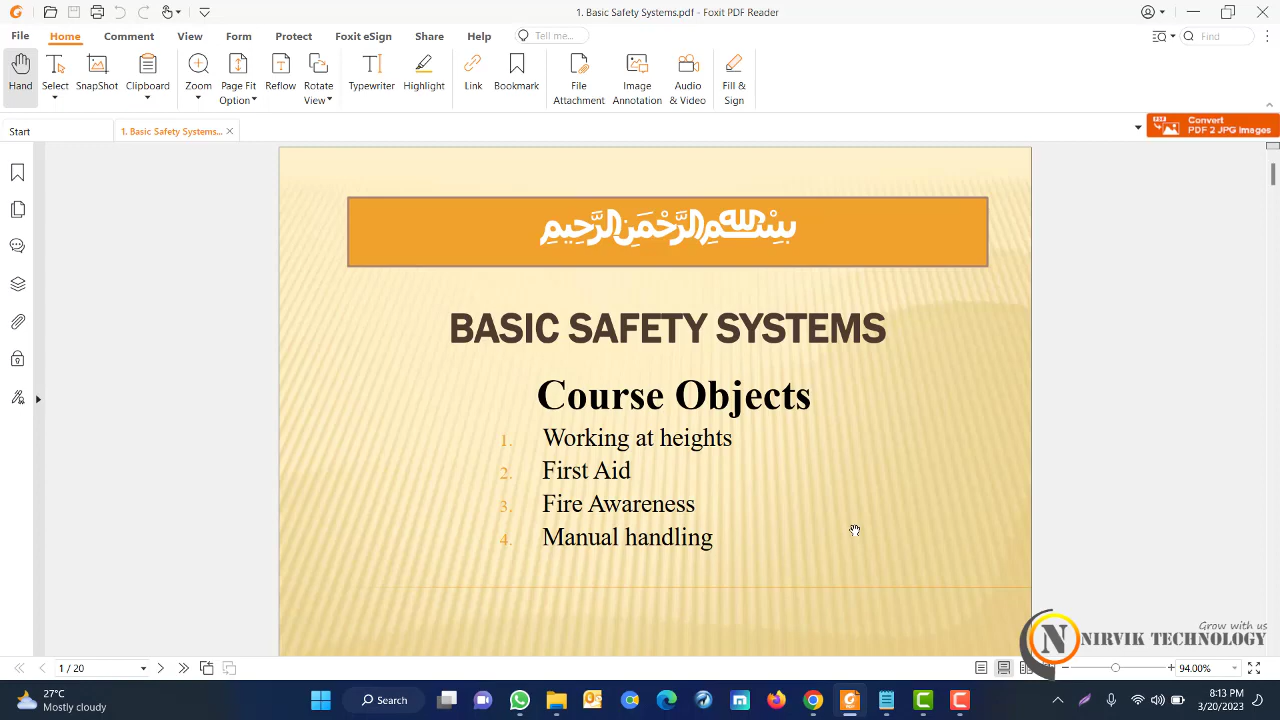 1. Basic Safety Systems.pdf - Foxit PDF Reader
File Home Comment View Form Protect Foxit eSign Share Help Tell me... Find
Hand Select SnapShot Clipboard Zoom Page Fit Option Reflow Rotate View Typewriter Highlight Link Bookmark File Attachment Image Annotation Audio & Video Fill & Sign
Start 1. Basic Safety Systems... Convert PDF 2 JPG Images
بِسْمِ اللهِ الرَّحْمَنِ الرَّحِيمِ
BASIC SAFETY SYSTEMS
Course Objects
1. Working at heights
2. First Aid
3. Fire Awareness
4. Manual handling
Grow with us
N NIRVIK TECHNOLOGY
1 / 20 94.00%
27°C
Mostly cloudy
Search
8:13 PM
3/20/2023